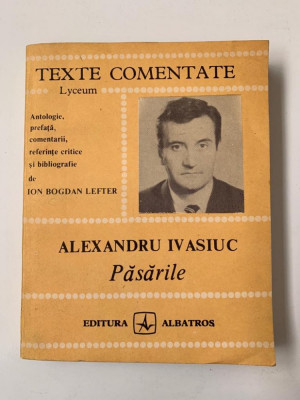 TEXTE COMENTATE
Lyceum
Antologie,
prefață,
comentarii,
referințe critice
și bibliografie
de
ION BOGDAN LEFTER
ALEXANDRU IVASIUC
Păsările
EDITURA ALBATROS